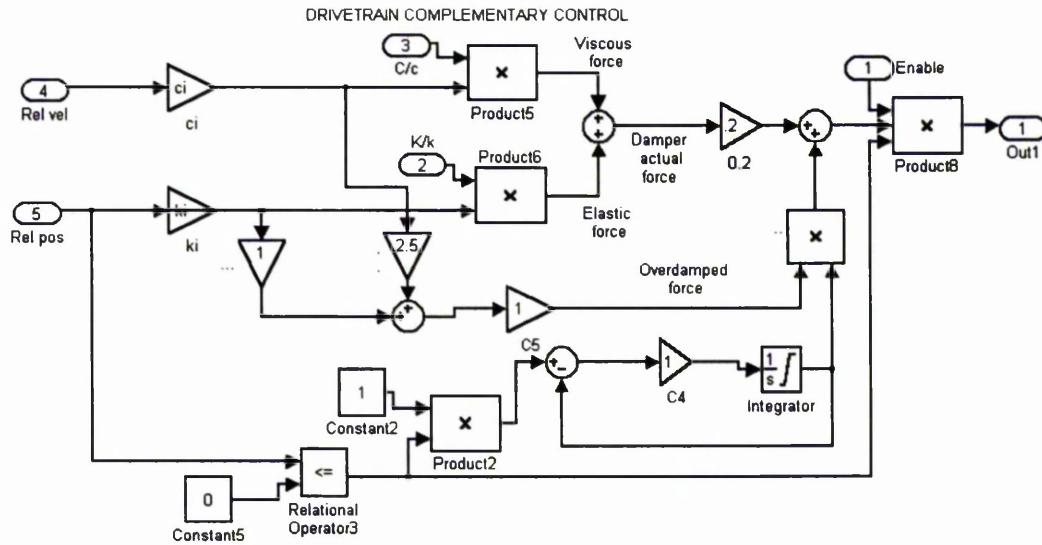 DRIVETRAIN COMPLEMENTARY CONTROL
3
C/c
Viscous
force
4
Rel vel
ci
ci
×
Product5
1
Enable
K/k
2
Product6
×
+
+
Damper
actual
force
.2
0.2
+
+
×
Product8
1
Out1
5
Rel pos
ki
ki
Elastic
force
1
...
2.5
...
×
+
+
1
C5
Overdamped
force
+
−
1
C4
1
s
Integrator
1
Constant2
×
Product2
<=
Relational
Operator3
0
Constant5